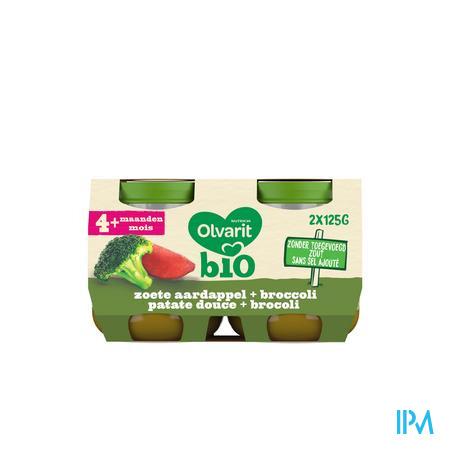 4+ maanden
mois
NUTRICIA
Olvarit
bio
2X125G
ZONDER TOEGEVOEGD
ZOUT
SANS SEL AJOUTÉ
zoete aardappel + broccoli
patate douce + brocoli
IPM